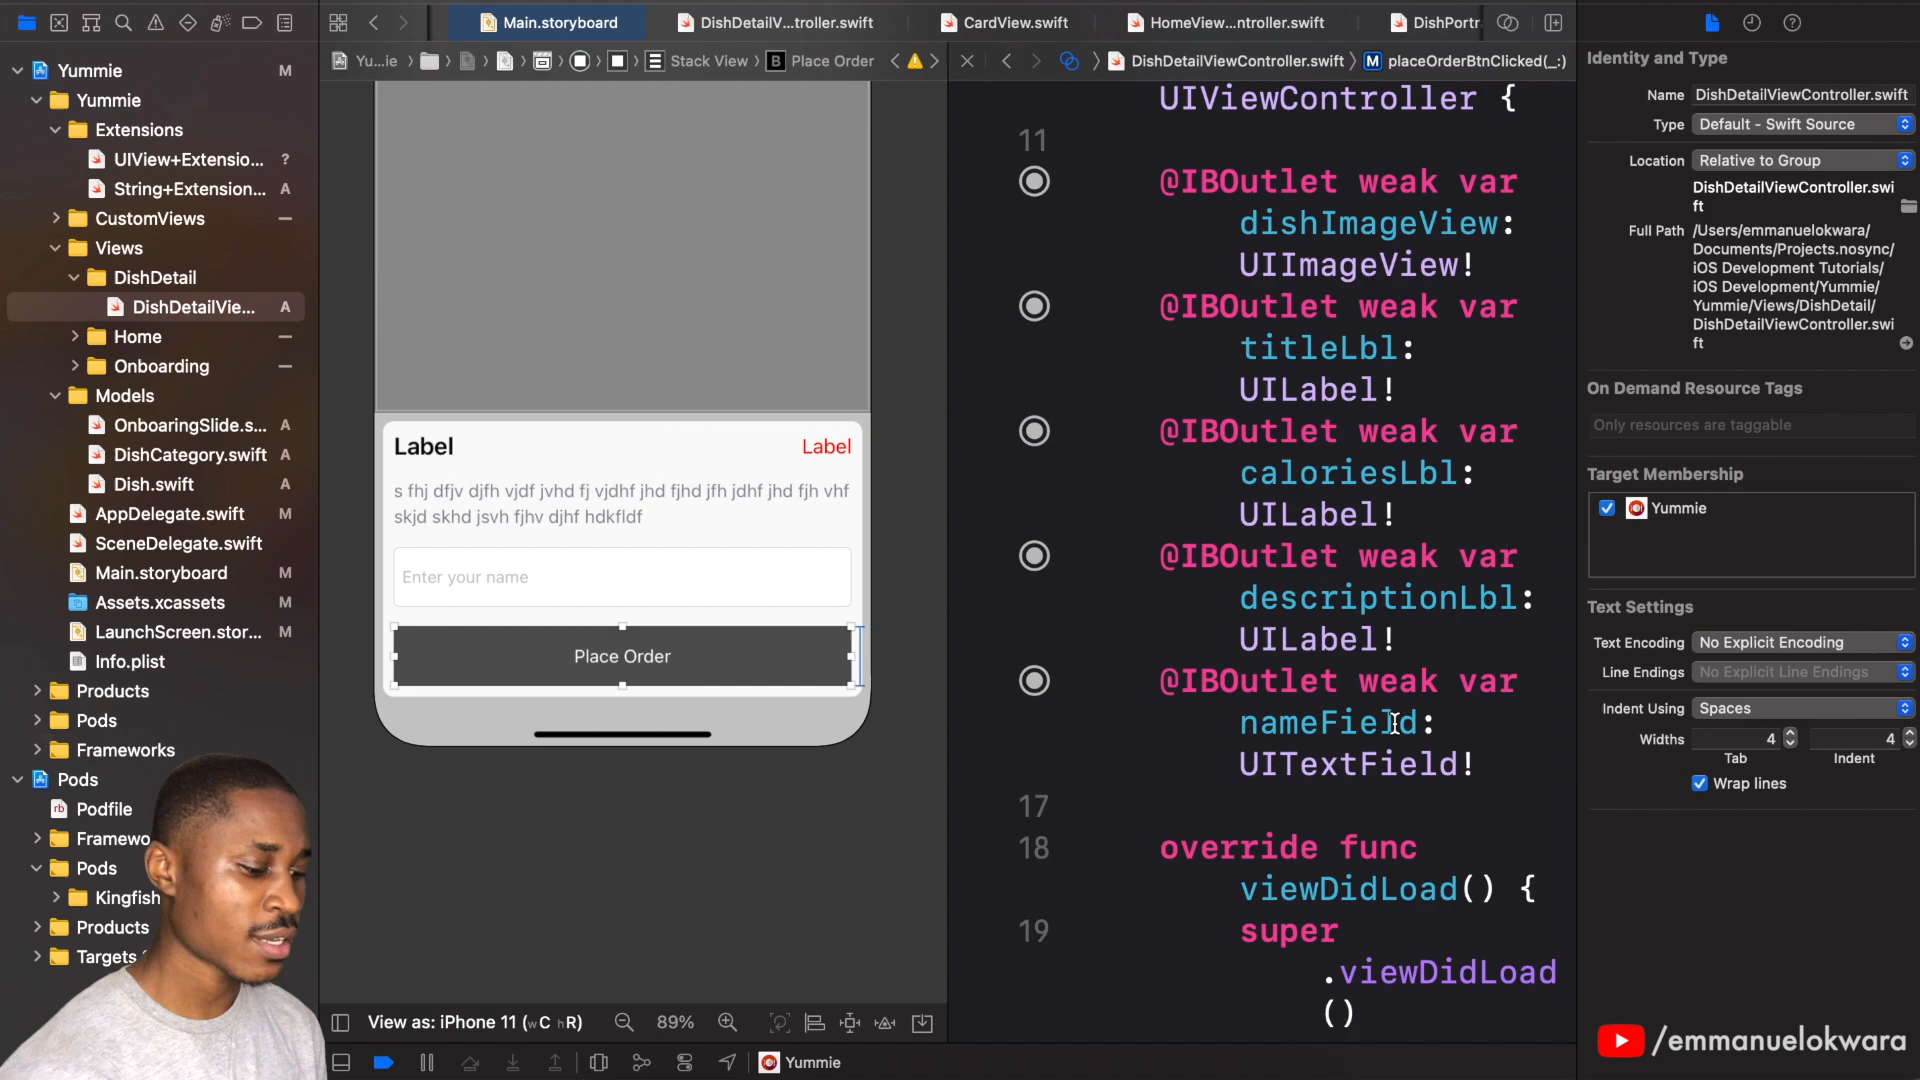 Main.storyboard
DishDetailV...troller.swift
CardView.swift
HomeView...ntroller.swift
DishPortr
Yummie M
Yummie
Extensions
UIView+Extensio... ?
String+Extension... A
CustomViews
Views
DishDetail
DishDetailVie... A
Home
Onboarding
Models
OnboaringSlide.s... A
DishCategory.swift A
Dish.swift A
AppDelegate.swift M
SceneDelegate.swift
Main.storyboard M
Assets.xcassets M
LaunchScreen.stor... M
Info.plist
Products
Pods
Frameworks
Pods
rb Podfile
Framewo
Pods
Kingfish
Products
Targets
Yu...ie
Stack View
B Place Order
Label
Label
s fhj dfjv djfh vjdf jvhd fj vjdhf jhd fjhd jfh jdhf jhd fjh vhf
skjd skhd jsvh fjhv djhf hdkfldf
Enter your name
Place Order
View as: iPhone 11 (wC hR)
89%
Yummie
DishDetailViewController.swift
M placeOrderBtnClicked(_:)
UIViewController {
11
@IBOutlet weak var
dishImageView:
UIImageView!
@IBOutlet weak var
titleLbl:
UILabel!
@IBOutlet weak var
caloriesLbl:
UILabel!
@IBOutlet weak var
descriptionLbl:
UILabel!
@IBOutlet weak var
nameField:
UITextField!
17
18 override func
viewDidLoad() {
19 super
.viewDidLoad
()
Identity and Type
Name DishDetailViewController.swift
Type Default - Swift Source
Location Relative to Group
DishDetailViewController.swi
ft
Full Path /Users/emmanuelokwara/
Documents/Projects.nosync/
iOS Development Tutorials/
iOS Development/Yummie/
Yummie/Views/DishDetail/
DishDetailViewController.swi
ft
On Demand Resource Tags
Only resources are taggable
Target Membership
Yummie
Text Settings
Text Encoding No Explicit Encoding
Line Endings No Explicit Line Endings
Indent Using Spaces
Widths 4 4
Tab Indent
Wrap lines
/emmanuelokwara